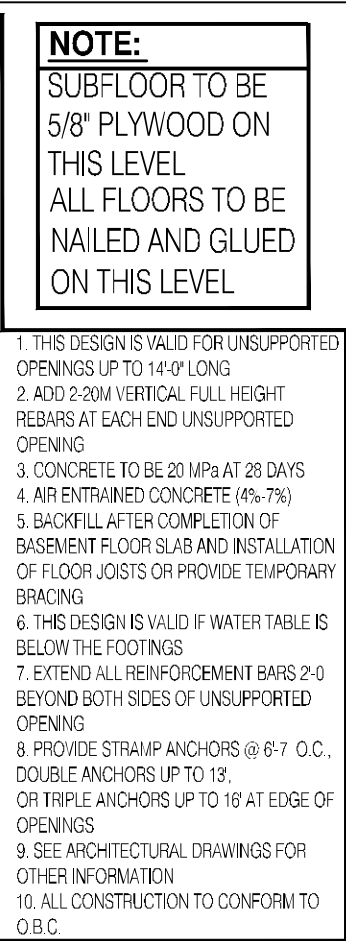 NOTE:
SUBFLOOR TO BE
5/8" PLYWOOD ON
THIS LEVEL
ALL FLOORS TO BE
NAILED AND GLUED
ON THIS LEVEL
1. THIS DESIGN IS VALID FOR UNSUPPORTED
OPENINGS UP TO 14'-0" LONG
2. ADD 2-20M VERTICAL FULL HEIGHT
REBARS AT EACH END UNSUPPORTED
OPENING
3. CONCRETE TO BE 20 MPa AT 28 DAYS
4. AIR ENTRAINED CONCRETE (4%-7%)
5. BACKFILL AFTER COMPLETION OF
BASEMENT FLOOR SLAB AND INSTALLATION
OF FLOOR JOISTS OR PROVIDE TEMPORARY
BRACING
6. THIS DESIGN IS VALID IF WATER TABLE IS
BELOW THE FOOTINGS
7. EXTEND ALL REINFORCEMENT BARS 2'-0
BEYOND BOTH SIDES OF UNSUPPORTED
OPENING
8. PROVIDE STRAMP ANCHORS @ 6'-7 O.C.,
DOUBLE ANCHORS UP TO 13',
OR TRIPLE ANCHORS UP TO 16' AT EDGE OF
OPENINGS
9. SEE ARCHITECTURAL DRAWINGS FOR
OTHER INFORMATION
10. ALL CONSTRUCTION TO CONFORM TO
O.B.C.